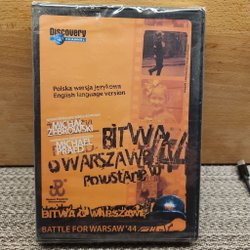 Discovery
Polska wersja językowa
English language version
MICHAŁ
ŻEBROWSKI
MICHAEL
BITWA
O WARSZAWĘ '44
POWSTANIE
BITWA O WARSZAWĘ
BATTLE FOR WARSAW '44